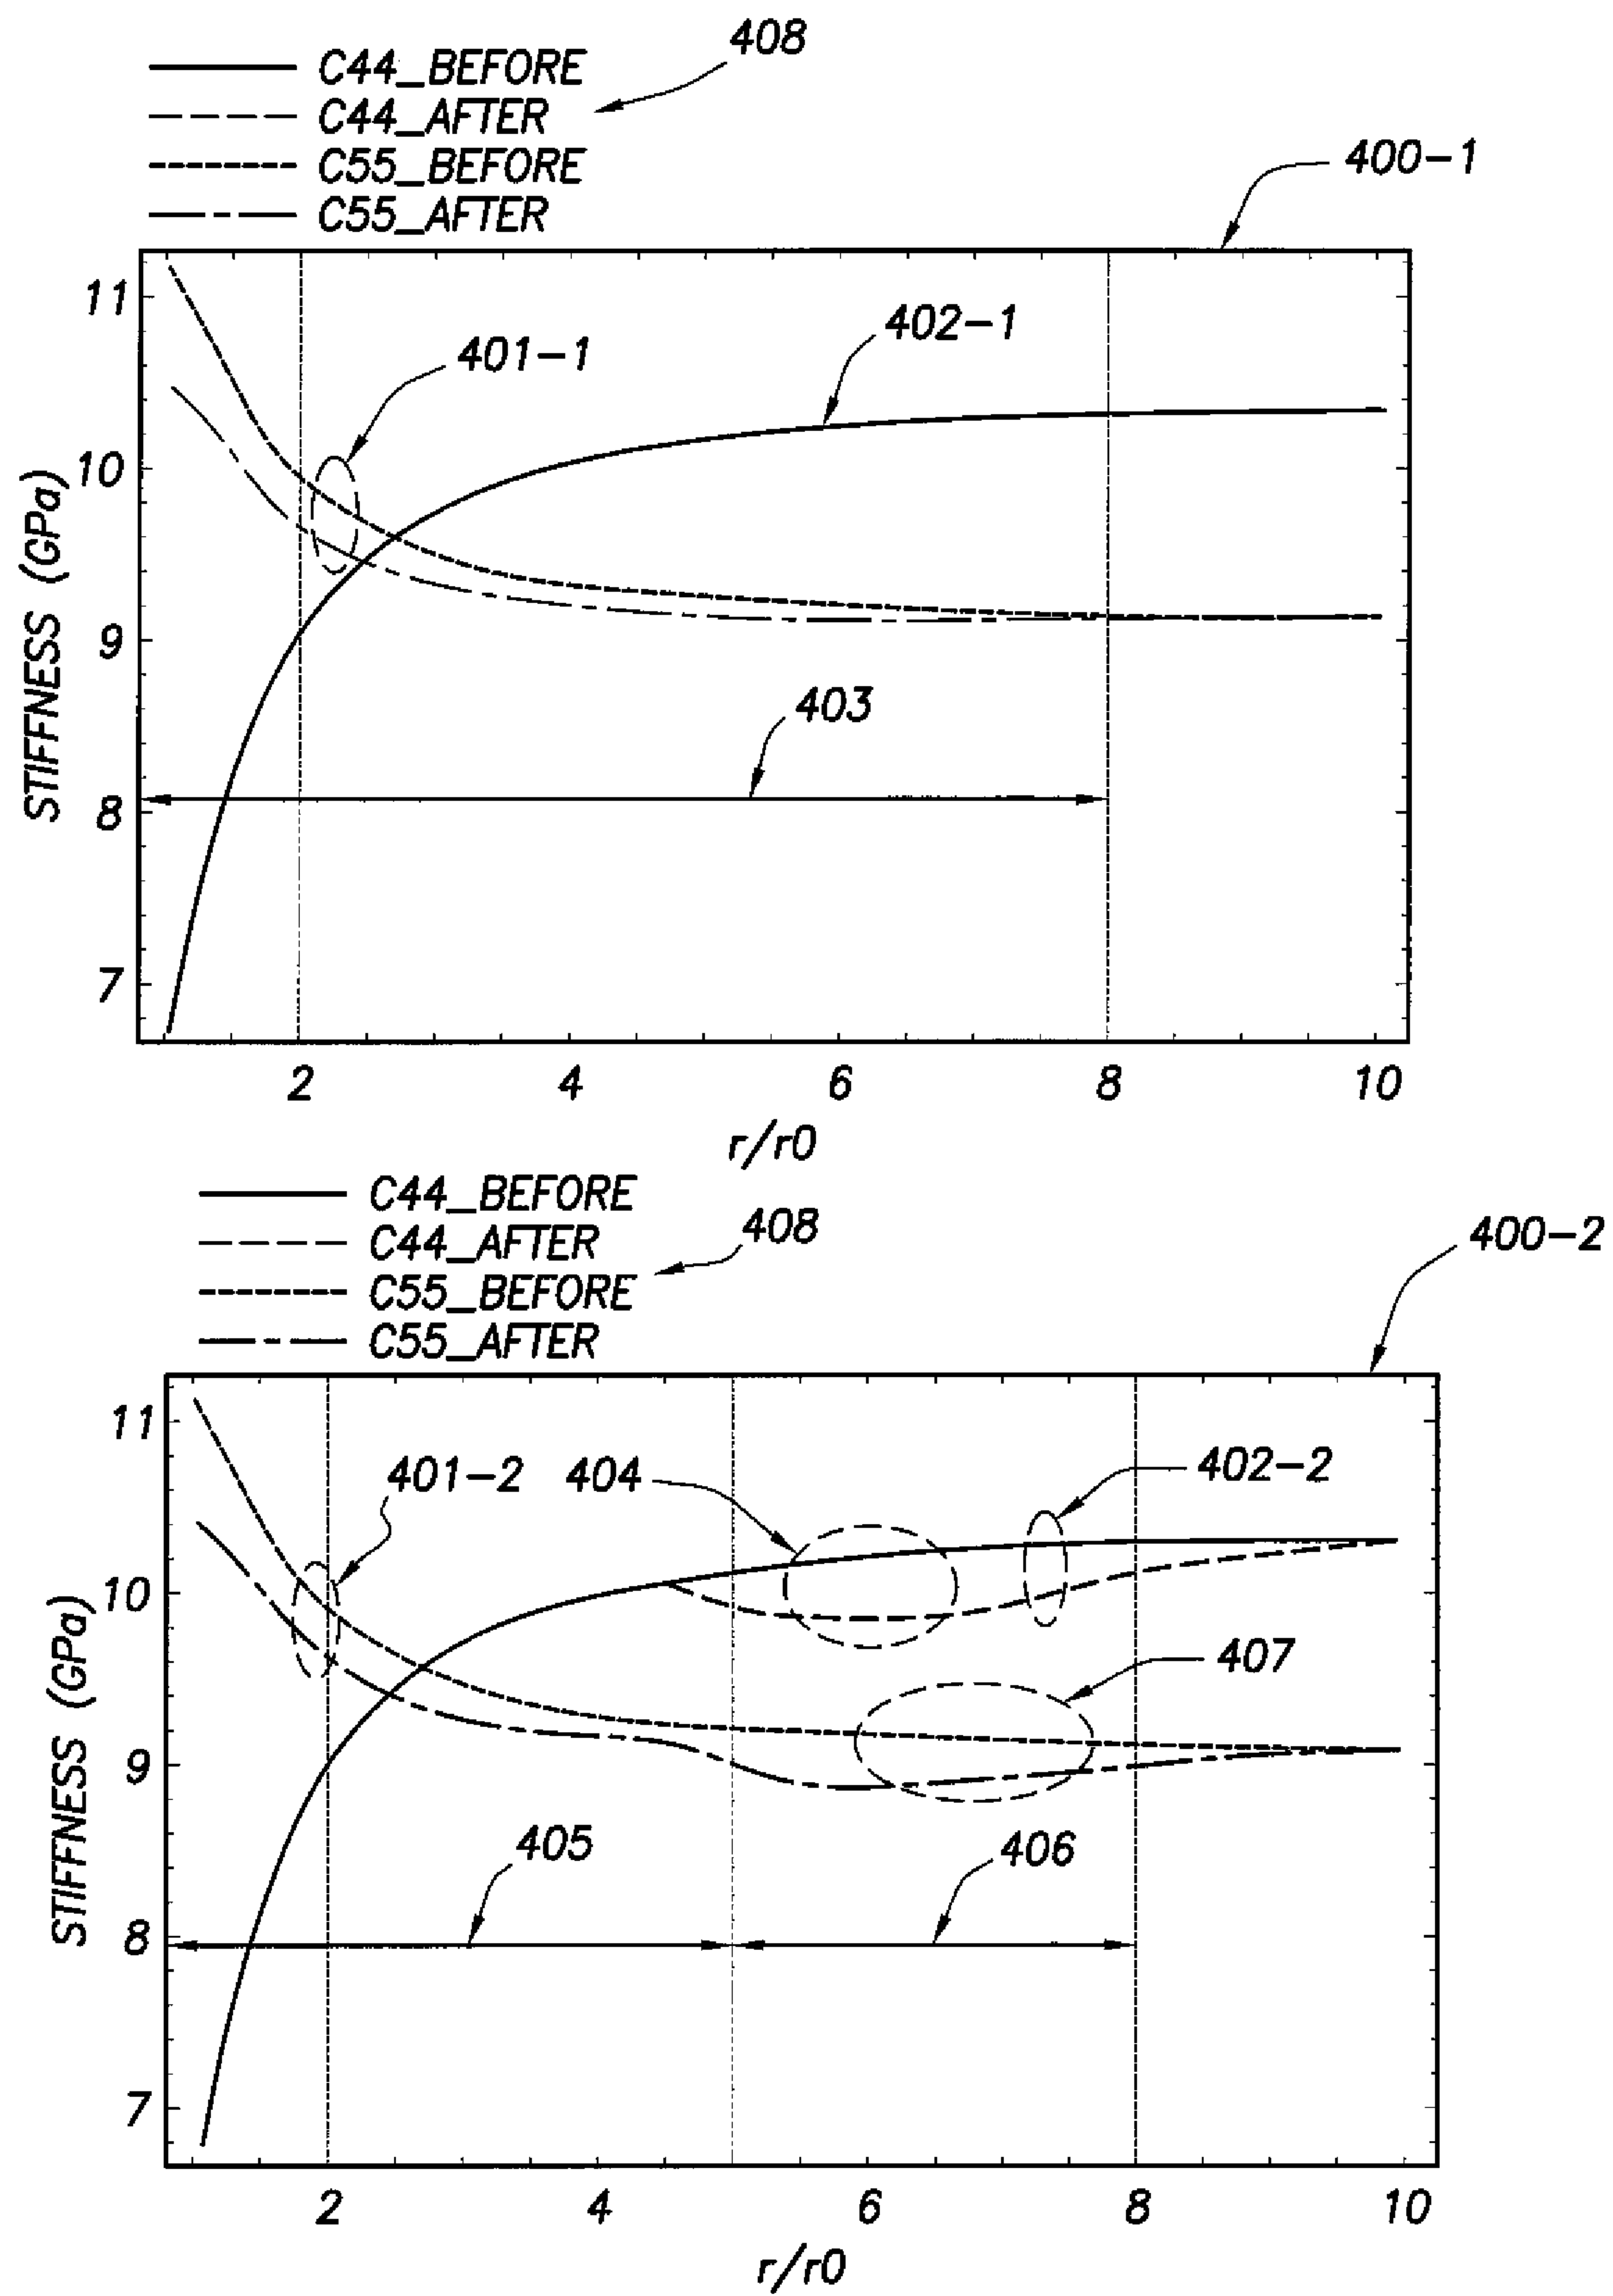 408
C44_BEFORE
C44_AFTER
C55_BEFORE
C55_AFTER
400-1
11
10
9
8
7
STIFFNESS (GPa)
401-1
402-1
403
2 4 6 8 10
r/r0
C44_BEFORE
C44_AFTER
C55_BEFORE
C55_AFTER
408
400-2
11
10
9
8
7
STIFFNESS (GPa)
401-2 404 402-2
407
405 406
2 4 6 8 10
r/r0